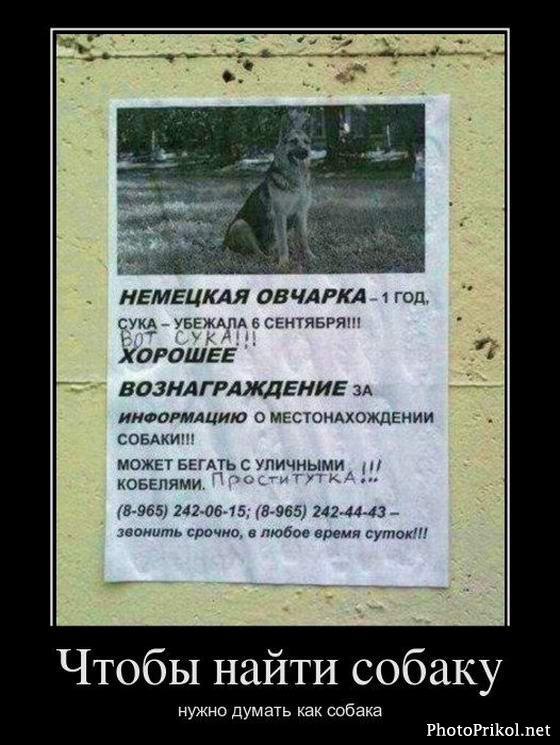 НЕМЕЦКАЯ ОВЧАРКА – 1 ГОД,
СУКА – УБЕЖАЛА 6 СЕНТЯБРЯ!!!
ВОТ СУКА!!!
ХОРОШЕЕ
ВОЗНАГРАЖДЕНИЕ ЗА
ИНФОРМАЦИЮ О МЕСТОНАХОЖДЕНИИ
СОБАКИ!!!
МОЖЕТ БЕГАТЬ С УЛИЧНЫМИ
КОБЕЛЯМИ. ПРОСТИТУТКА!!!
(8-965) 242-06-15; (8-965) 242-44-43 –
звонить срочно, в любое время суток!!!
Чтобы найти собаку
нужно думать как собака
PhotoPrikol.net